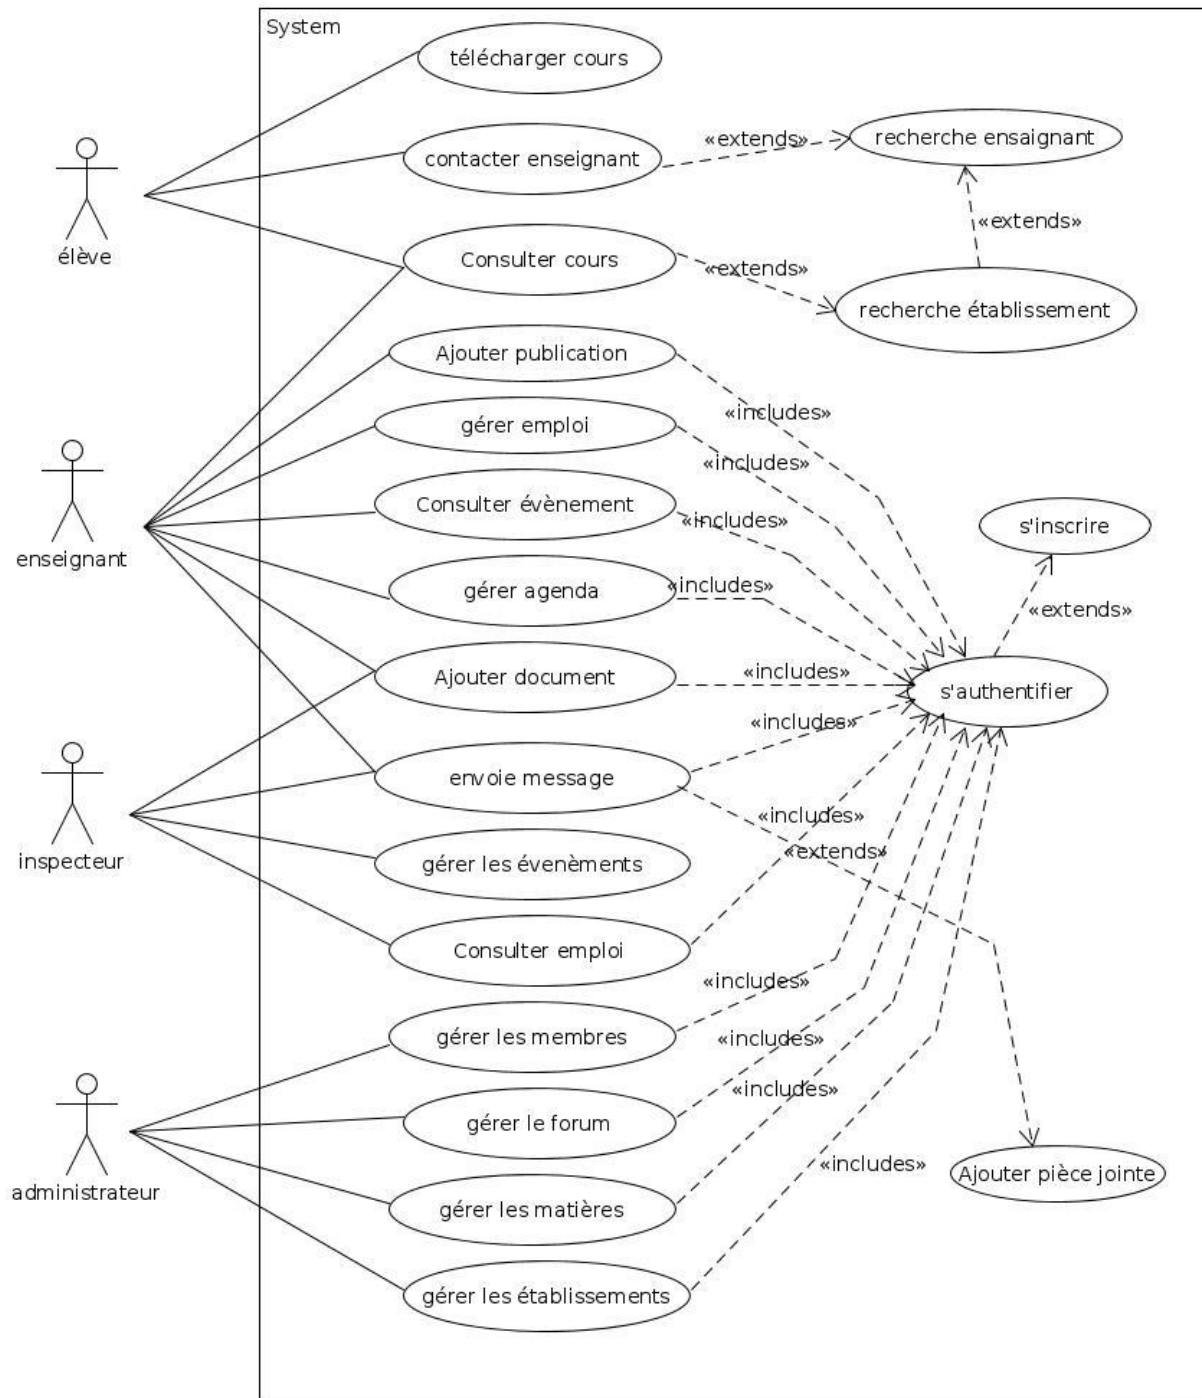 System
télécharger cours
contacter enseignant
«extends»
recherche ensaignant
«extends»
élève
Consulter cours
«extends»
recherche établissement
Ajouter publication
«includes»
gérer emploi
«includes»
Consulter évènement
«includes»
s'inscrire
enseignant
gérer agenda
«includes»
«extends»
Ajouter document
«includes»
s'authentifier
«includes»
envoie message
«includes»
«extends»
inspecteur
gérer les évenèments
Consulter emploi
«includes»
gérer les membres
«includes»
gérer le forum
«includes»
administrateur
«includes»
Ajouter pièce jointe
gérer les matières
gérer les établissements